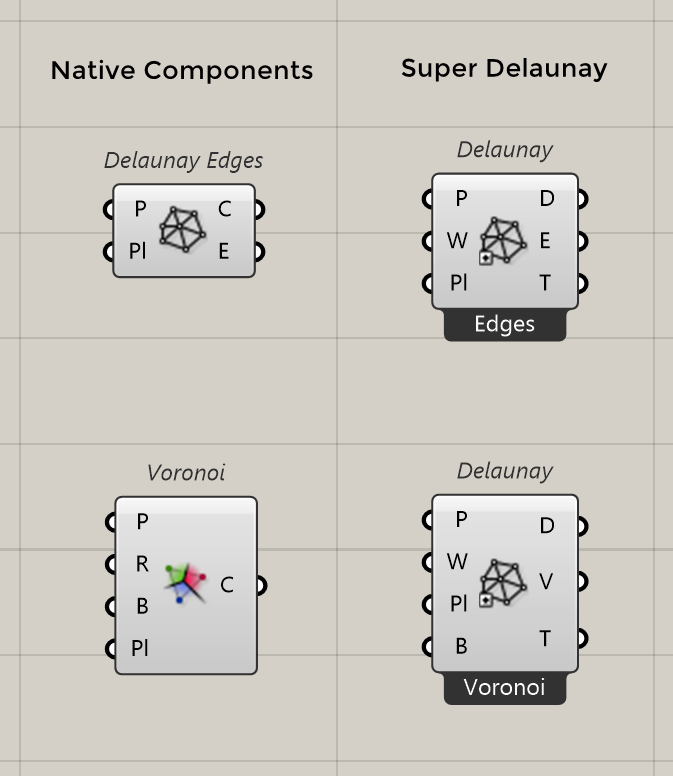 Native Components
Super Delaunay
Delaunay Edges
P C
Pl E
Delaunay
P D
W E
Pl T
Edges
Voronoi
P
R
B
Pl
C
Delaunay
P
W
Pl
B
D
V
T
Voronoi